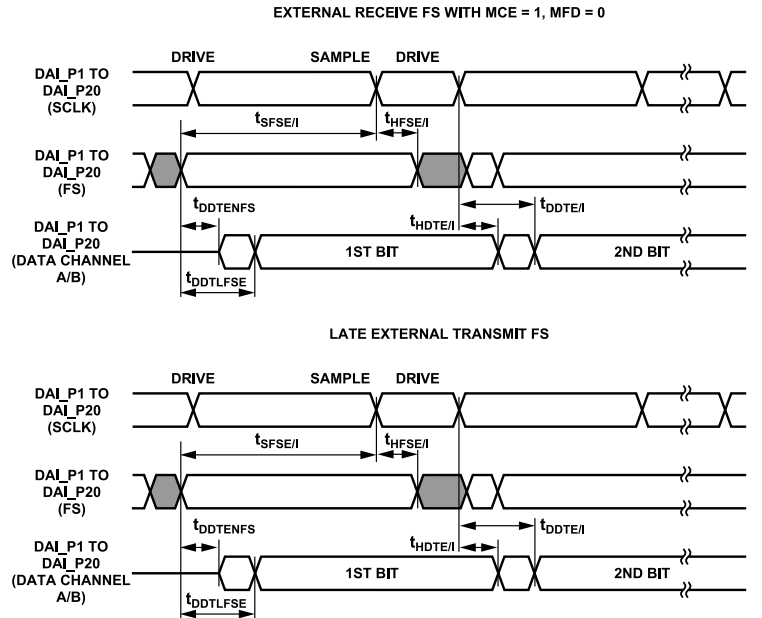 EXTERNAL RECEIVE FS WITH MCE = 1, MFD = 0
DRIVE SAMPLE DRIVE
DAI_P1 TO
DAI_P20
(SCLK)
tSFSE/I tHFSE/I
DAI_P1 TO
DAI_P20
(FS)
tDDTENFS tHDTE/I tDDTE/I
DAI_P1 TO
DAI_P20
(DATA CHANNEL
A/B)
1ST BIT 2ND BIT
tDDTLFSE
LATE EXTERNAL TRANSMIT FS
DRIVE SAMPLE DRIVE
DAI_P1 TO
DAI_P20
(SCLK)
tSFSE/I tHFSE/I
DAI_P1 TO
DAI_P20
(FS)
tDDTENFS tHDTE/I tDDTE/I
DAI_P1 TO
DAI_P20
(DATA CHANNEL
A/B)
1ST BIT 2ND BIT
tDDTLFSE